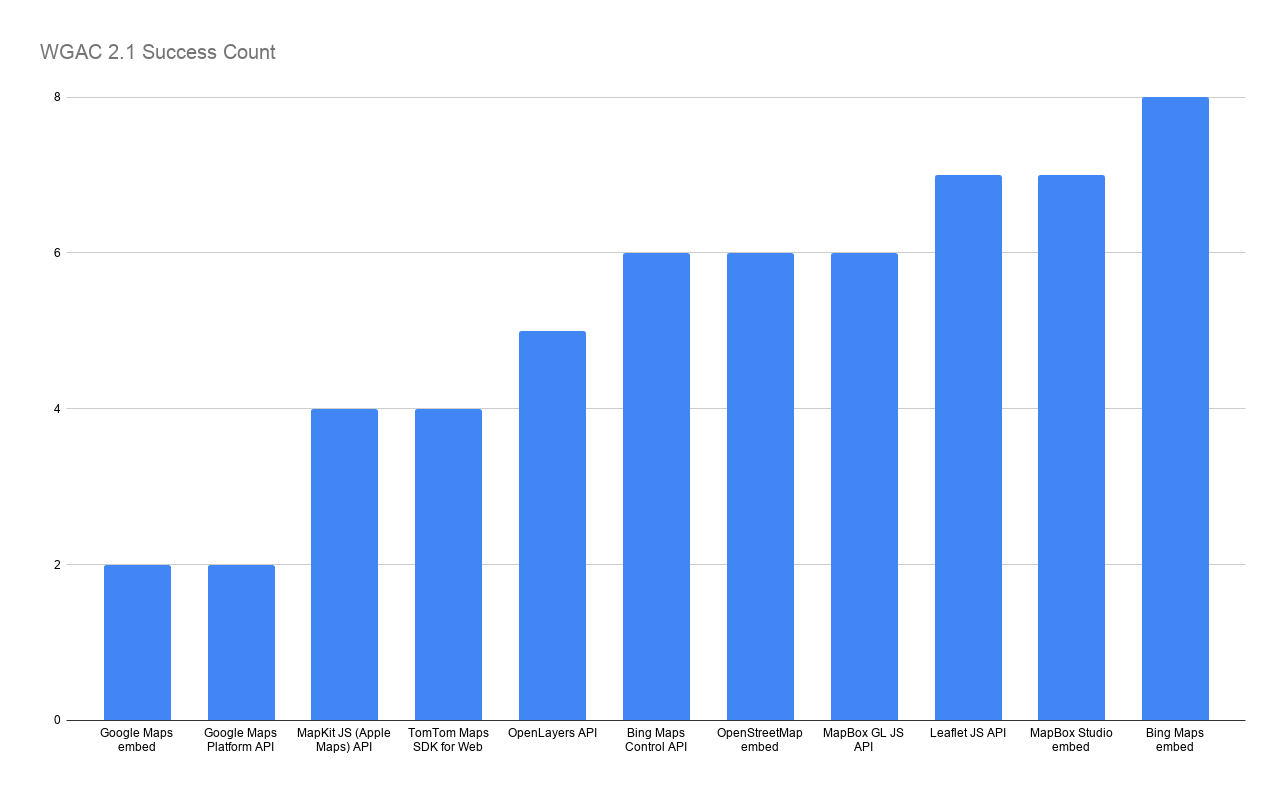 WGAC 2.1 Success Count
8
6
4
2
0
Google Maps
embed
Google Maps
Platform API
MapKit JS (Apple
Maps) API
TomTom Maps
SDK for Web
OpenLayers API
Bing Maps
Control API
OpenStreetMap
embed
MapBox GL JS
API
Leaflet JS API
MapBox Studio
embed
Bing Maps
embed